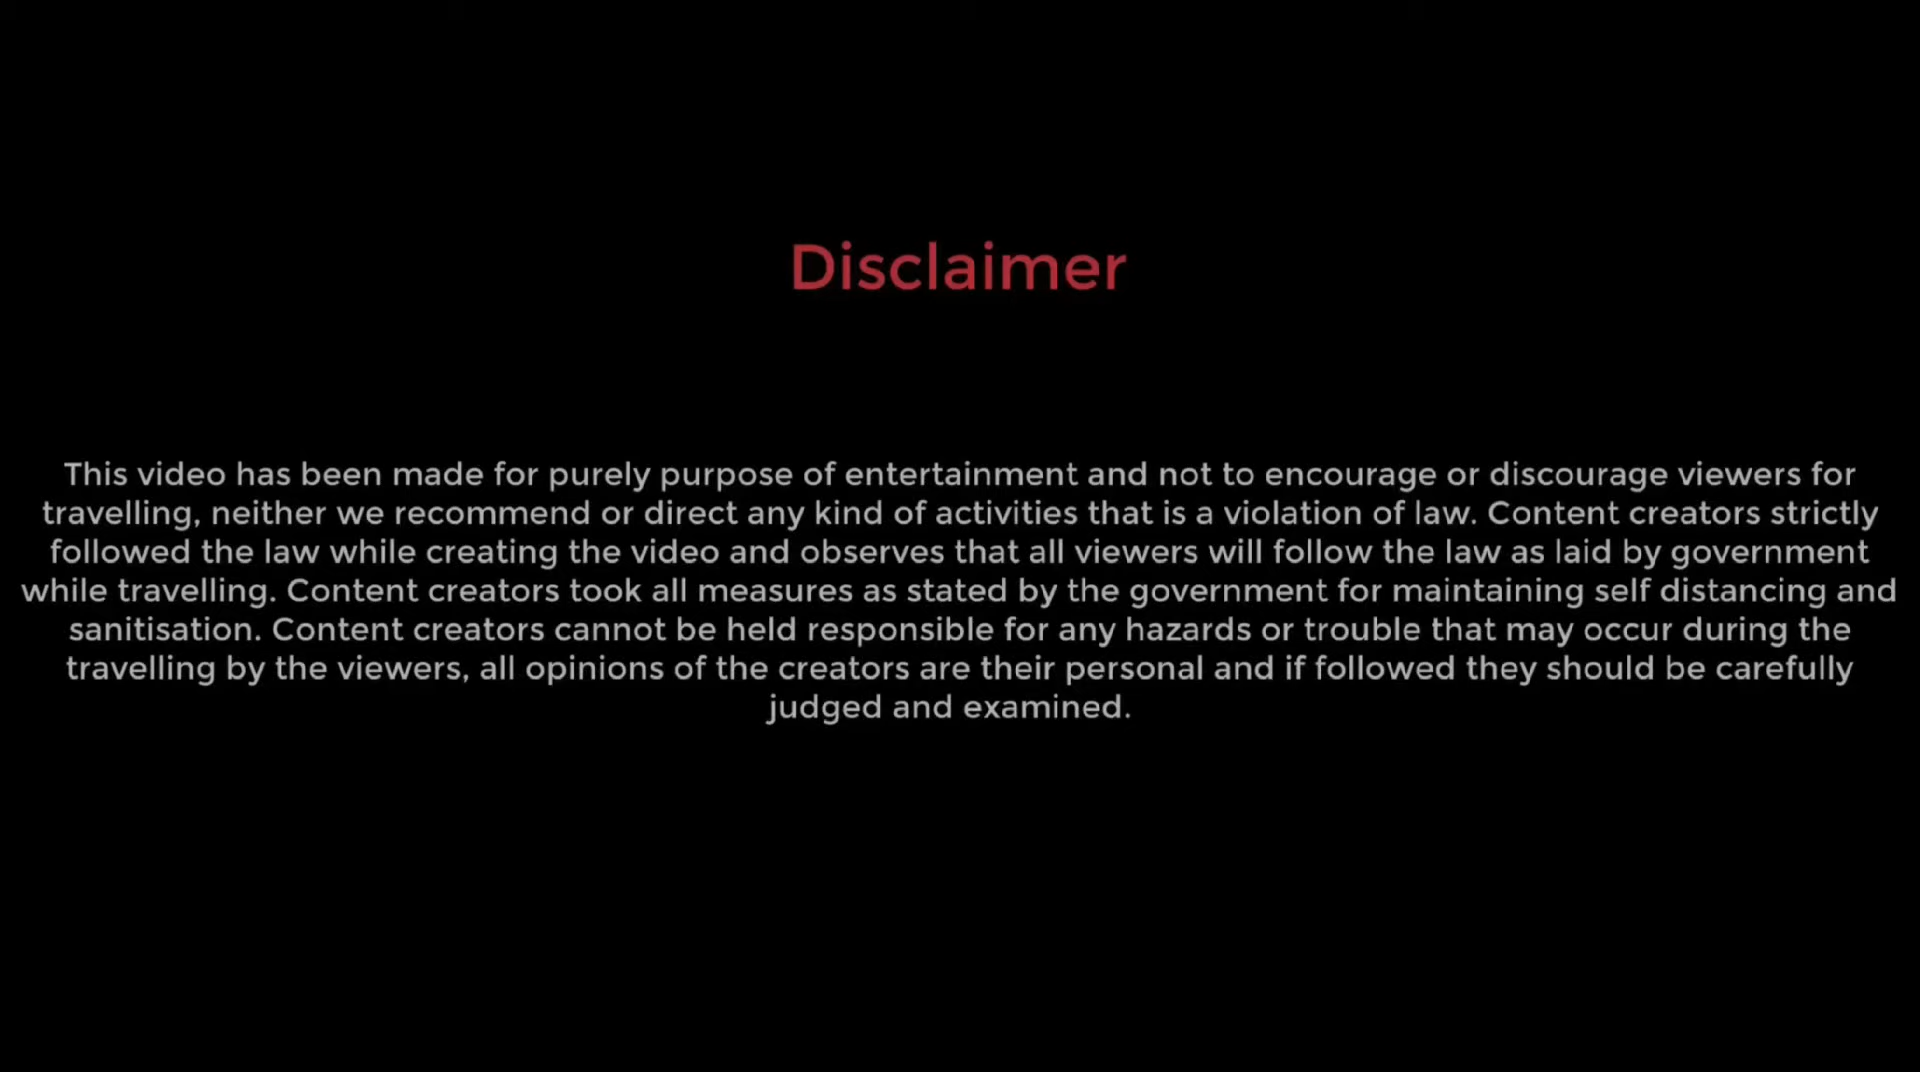 Disclaimer
This video has been made for purely purpose of entertainment and not to encourage or discourage viewers for
travelling, neither we recommend or direct any kind of activities that is a violation of law. Content creators strictly
followed the law while creating the video and observes that all viewers will follow the law as laid by government
while travelling. Content creators took all measures as stated by the government for maintaining self distancing and
sanitisation. Content creators cannot be held responsible for any hazards or trouble that may occur during the
travelling by the viewers, all opinions of the creators are their personal and if followed they should be carefully
judged and examined.